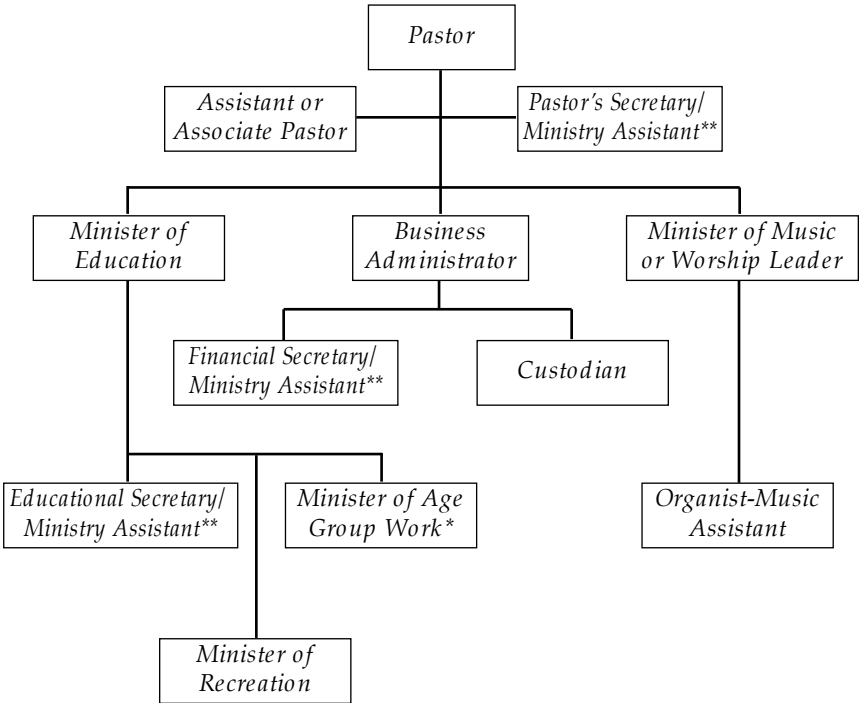 Pastor
Assistant or
Associate Pastor
Pastor's Secretary/
Ministry Assistant**
Minister of
Education
Business
Administrator
Minister of Music
or Worship Leader
Financial Secretary/
Ministry Assistant**
Custodian
Educational Secretary/
Ministry Assistant**
Minister of Age
Group Work*
Organist-Music
Assistant
Minister of
Recreation